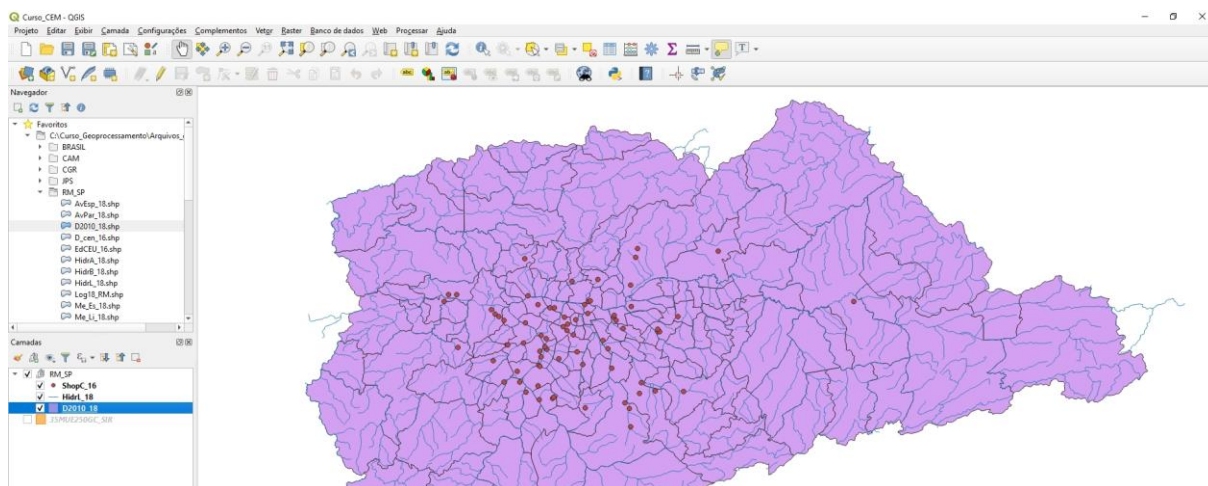 Curso_CEM - QGIS
Projeto Editar Exibir Camada Configurações Complementos Vetor Raster Banco de dados Web Processar Ajuda
Navegador
Favoritos
C:\Curso_Geoprocessamento\Arquivos_
BRASIL
CAM
CGR
JPS
RM_SP
AvEsp_18.shp
AvPar_18.shp
D2010_18.shp
D_cen_16.shp
EdCEU_16.shp
HidrA_18.shp
HidrB_18.shp
HidrL_18.shp
Log18_RM.shp
Me_Es_18.shp
Me_Li_18.shp
Camadas
RM_SP
ShopC_16
HidrL_18
D2010_18